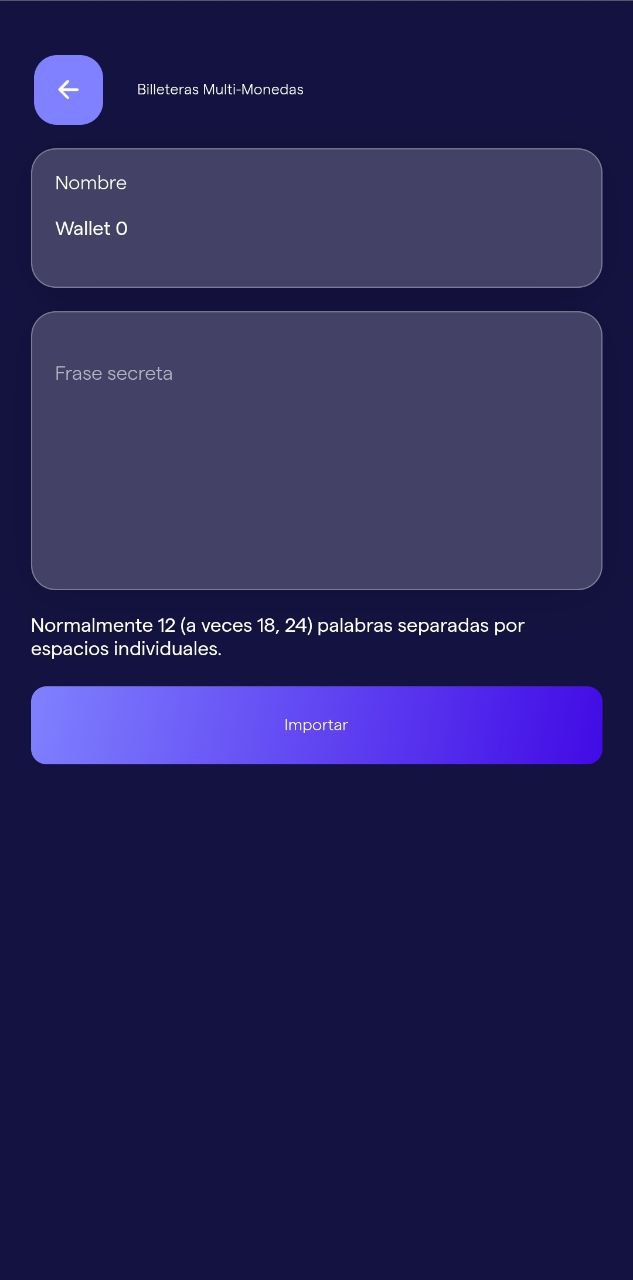 Billeteras Multi-Monedas
Nombre
Wallet 0
Frase secreta
Normalmente 12 (a veces 18, 24) palabras separadas por
espacios individuales.
Importar